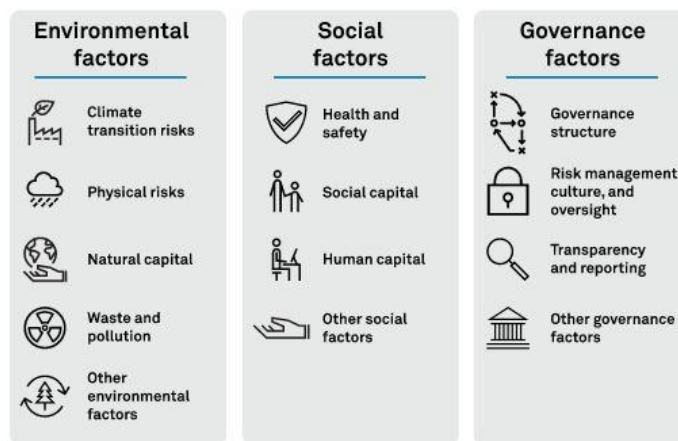 Environmental
factors
Climate
transition risks
Physical risks
Natural capital
Waste and
pollution
Other
environmental
factors
Social
factors
Health and
safety
Social capital
Human capital
Other social
factors
Governance
factors
Governance
structure
Risk management
culture, and
oversight
Transparency
and reporting
Other governance
factors